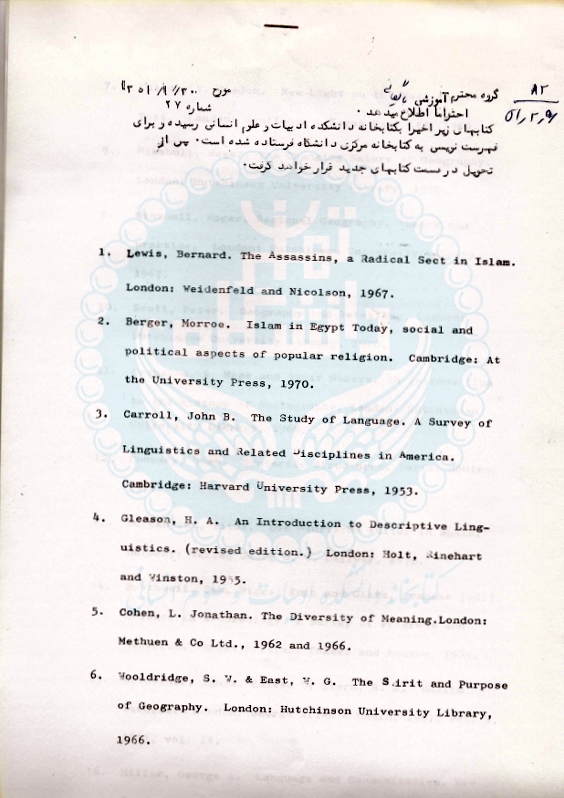 ۸۲
گروه محترم آموزشی باستانی مورخ ۱۳۵۱/۹/۲۰
احتراماً اطلاع میدهد. شماره ۲۷
کتابهای زیر اخیرا بکتابخانه دانشکده ادبیات و علوم انسانی رسیده و برای
فهرست نویسی به کتابخانه مرکزی دانشگاه فرستاده شده است. پس از
تحویل در دست کتابهای جدید قرار خواهد گرفت.
1. Lewis, Bernard. The Assassins, a Radical Sect in Islam.
London: Weidenfeld and Nicolson, 1967.
2. Berger, Morroe. Islam in Egypt Today, social and
political aspects of popular religion. Cambridge: At
the University Press, 1970.
3. Carroll, John B. The Study of Language. A Survey of
Linguistics and Related Disciplines in America.
Cambridge: Harvard University Press, 1953.
4. Gleason, H. A. An Introduction to Descriptive Ling-
uistics. (revised edition.) London: Holt, Rinehart
and Winston, 1955.
5. Cohen, L. Jonathan. The Diversity of Meaning.London:
Methuen & Co Ltd., 1962 and 1966.
6. Wooldridge, S. W. & East, W. G. The Spirit and Purpose
of Geography. London: Hutchinson University Library,
1966.